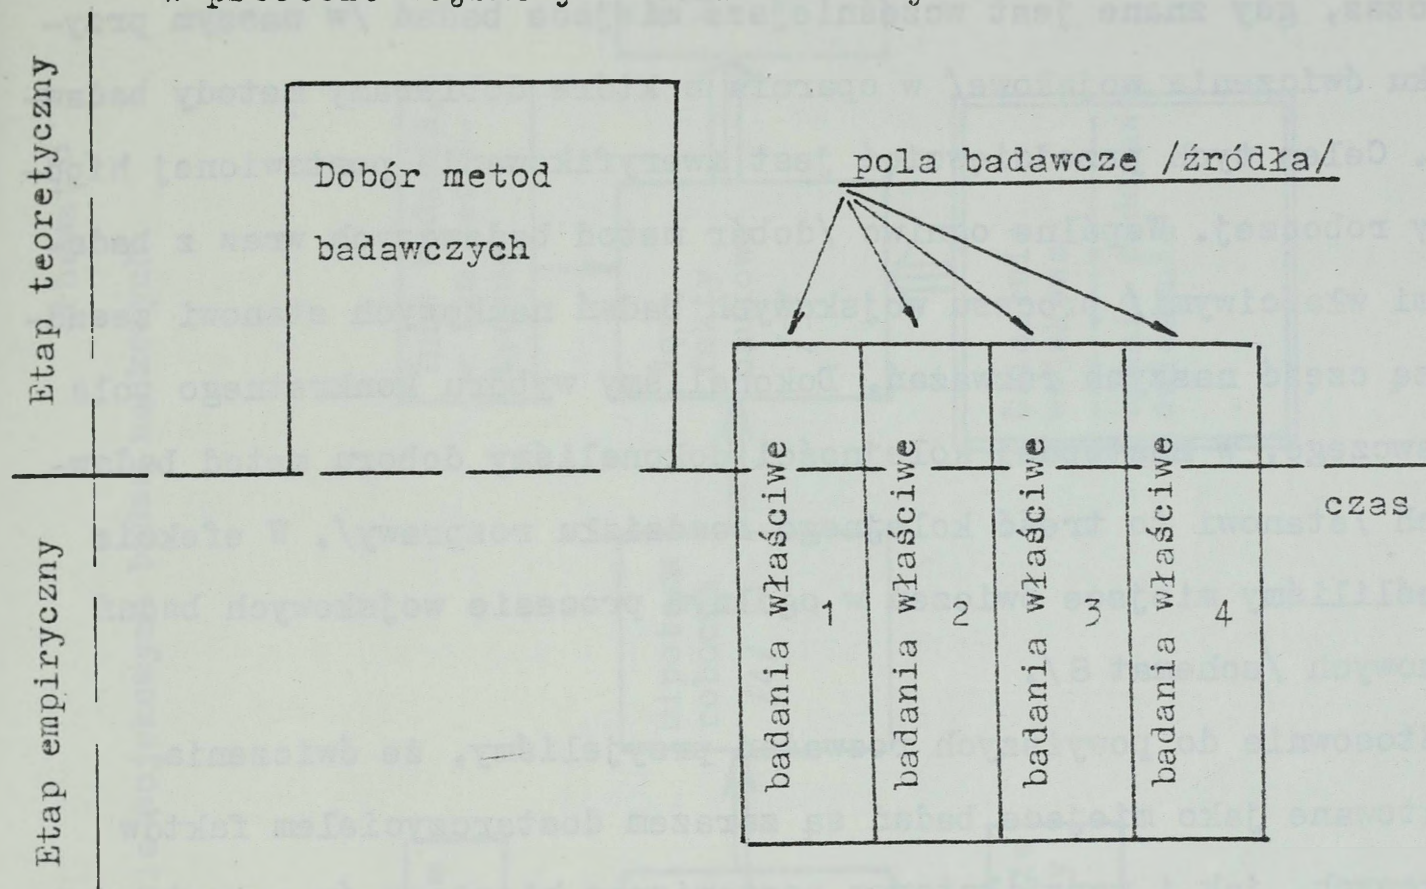 Etap teoretyczny
Dobór metod
badawczych
pola badawcze /źródła/
czas
Etap empiryczny
badania właściwe 1
badania właściwe 2
badania właściwe 3
badania właściwe 4